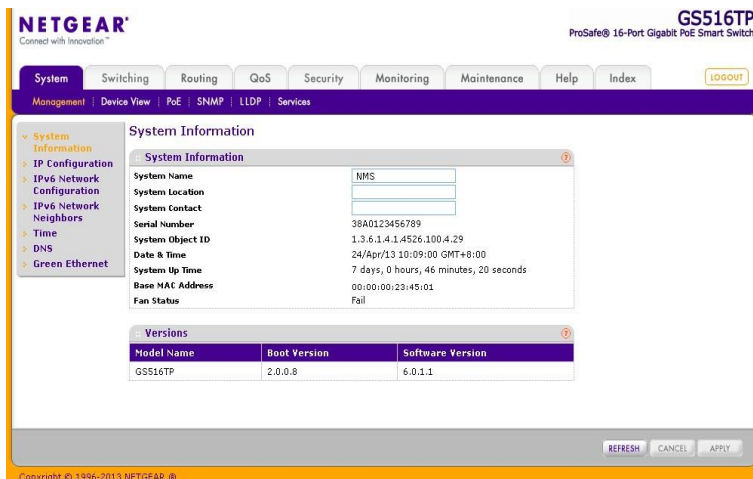 NETGEAR®
Connect with Innovation™
GS516TP
ProSafe® 16-Port Gigabit PoE Smart Switch
System Switching Routing QoS Security Monitoring Maintenance Help Index LOGOUT
Management Device View PoE SNMP LLDP Services
System Information
IP Configuration
IPv6 Network Configuration
IPv6 Network Neighbors
Time
DNS
Green Ethernet
System Information
System Information
System Name NMS
System Location
System Contact
Serial Number 38A0123456789
System Object ID 1.3.6.1.4.1.4526.100.4.29
Date & Time 24/Apr/13 10:09:00 GMT+8:00
System Up Time 7 days, 0 hours, 46 minutes, 20 seconds
Base MAC Address 00:00:00:23:45:01
Fan Status Fail
Versions
Model Name Boot Version Software Version
GS516TP 2.0.0.8 6.0.1.1
REFRESH CANCEL APPLY
Copyright © 1996-2013 NETGEAR ®